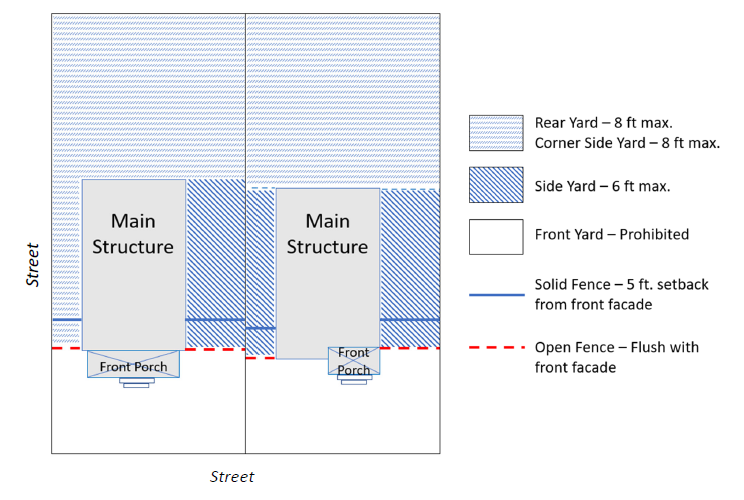 Rear Yard – 8 ft max.
Corner Side Yard – 8 ft max.
Side Yard – 6 ft max.
Main
Structure
Main
Structure
Front Yard – Prohibited
Street
Solid Fence – 5 ft. setback
from front facade
Open Fence – Flush with
front facade
Front Porch
Front
Porch
Street